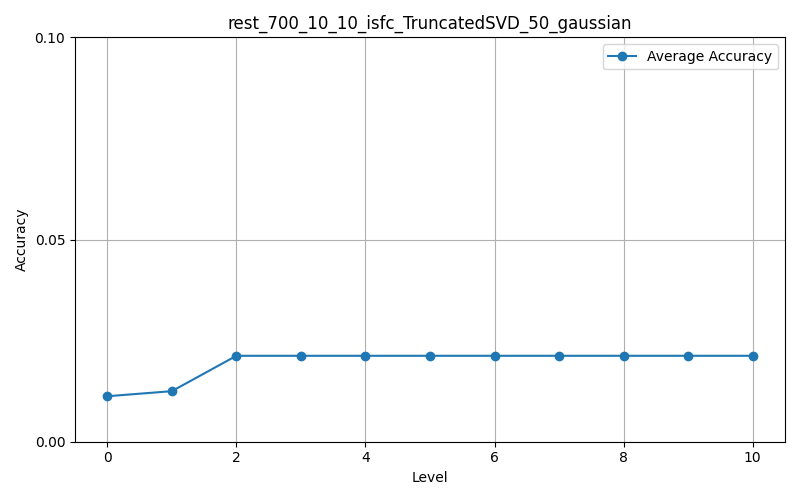 rest_700_10_10_isfc_TruncatedSVD_50_gaussian
0.10
Average Accuracy
0.05
Accuracy
0.00
0 2 4 6 8 10
Level